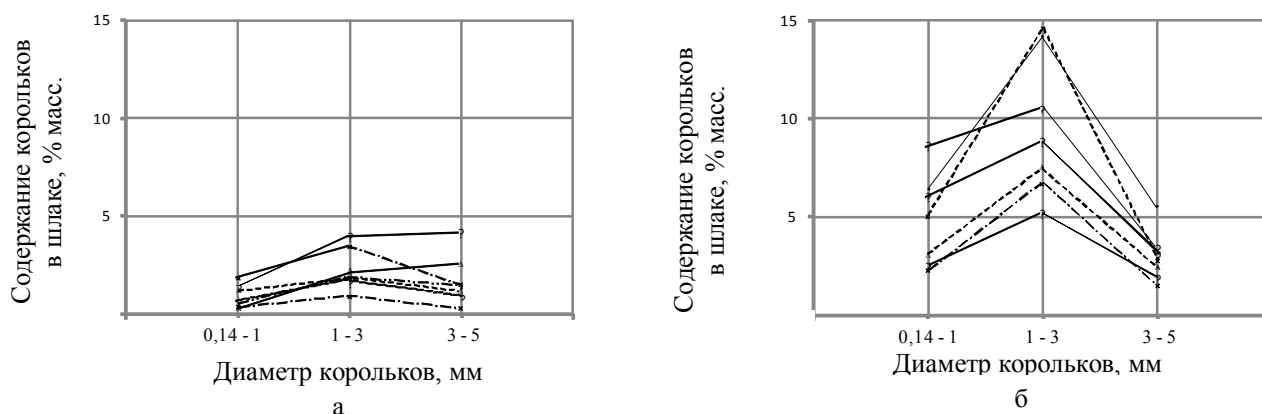 Содержание корольков
в шлаке, % масс.
15
10
5
0,14 - 1
1 - 3
3 - 5
Диаметр корольков, мм
а
Содержание корольков
в шлаке, % масс.
15
10
5
0,14 - 1
1 - 3
3 - 5
Диаметр корольков, мм
б